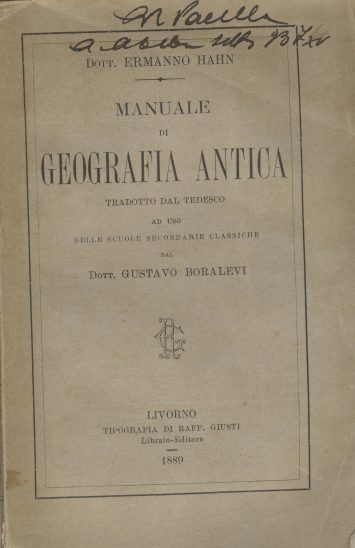 Dott. ERMANNO HAHN
MANUALE
DI
GEOGRAFIA ANTICA
TRADOTTO DAL TEDESCO
AD USO
DELLE SCUOLE SECONDARIE CLASSICHE
DAL
Dott. GUSTAVO BORALEVI
LIVORNO
TIPOGRAFIA DI RAFF. GIUSTI
Libraio-Editore
1889